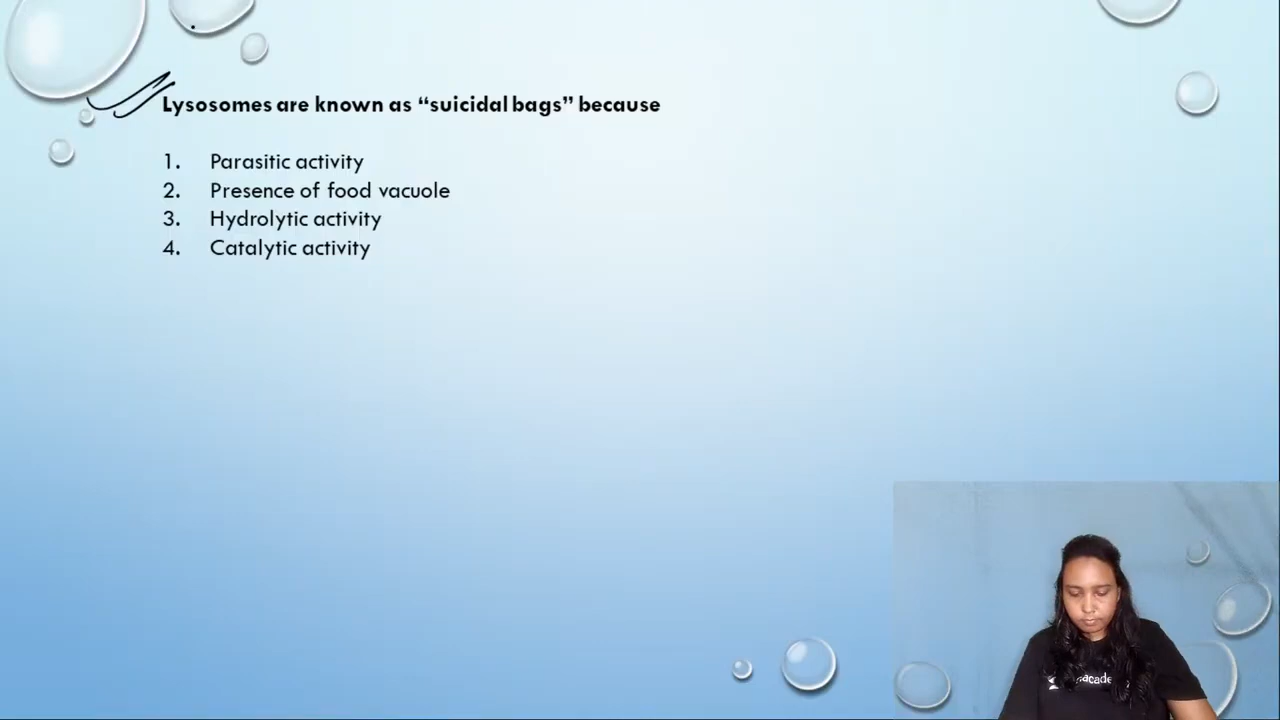 Lysosomes are known as “suicidal bags” because
1. Parasitic activity
2. Presence of food vacuole
3. Hydrolytic activity
4. Catalytic activity